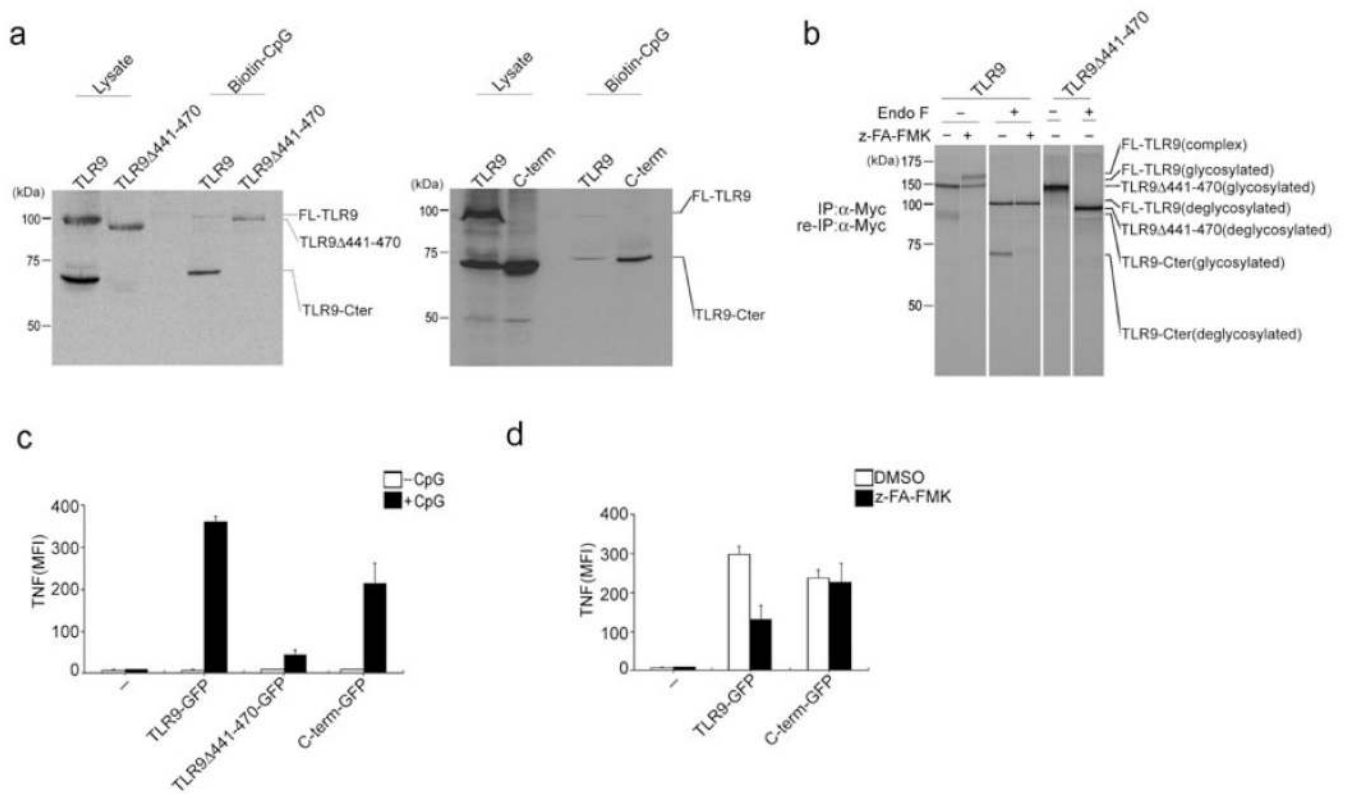 a
Lysate
Biotin-CpG
TLR9
TLR9Δ441-470
TLR9
TLR9Δ441-470
(kDa)
100
75
50
FL-TLR9
TLR9Δ441-470
TLR9-Cter
Lysate
Biotin-CpG
TLR9
C-term
TLR9
C-term
(kDa)
100
75
50
FL-TLR9
TLR9-Cter
b
TLR9
TLR9Δ441-470
Endo F − + − +
z-FA-FMK − + − + − −
(kDa) 175
150
100
75
50
IP:α-Myc
re-IP:α-Myc
FL-TLR9(complex)
FL-TLR9(glycosylated)
TLR9Δ441-470(glycosylated)
FL-TLR9(deglycosylated)
TLR9Δ441-470(deglycosylated)
TLR9-Cter(glycosylated)
TLR9-Cter(deglycosylated)
c
−CpG
+CpG
TNF(MFI)
400
300
200
100
0
−
TLR9-GFP
TLR9Δ441-470-GFP
C-term-GFP
d
DMSO
z-FA-FMK
TNF(MFI)
400
300
200
100
0
−
TLR9-GFP
C-term-GFP